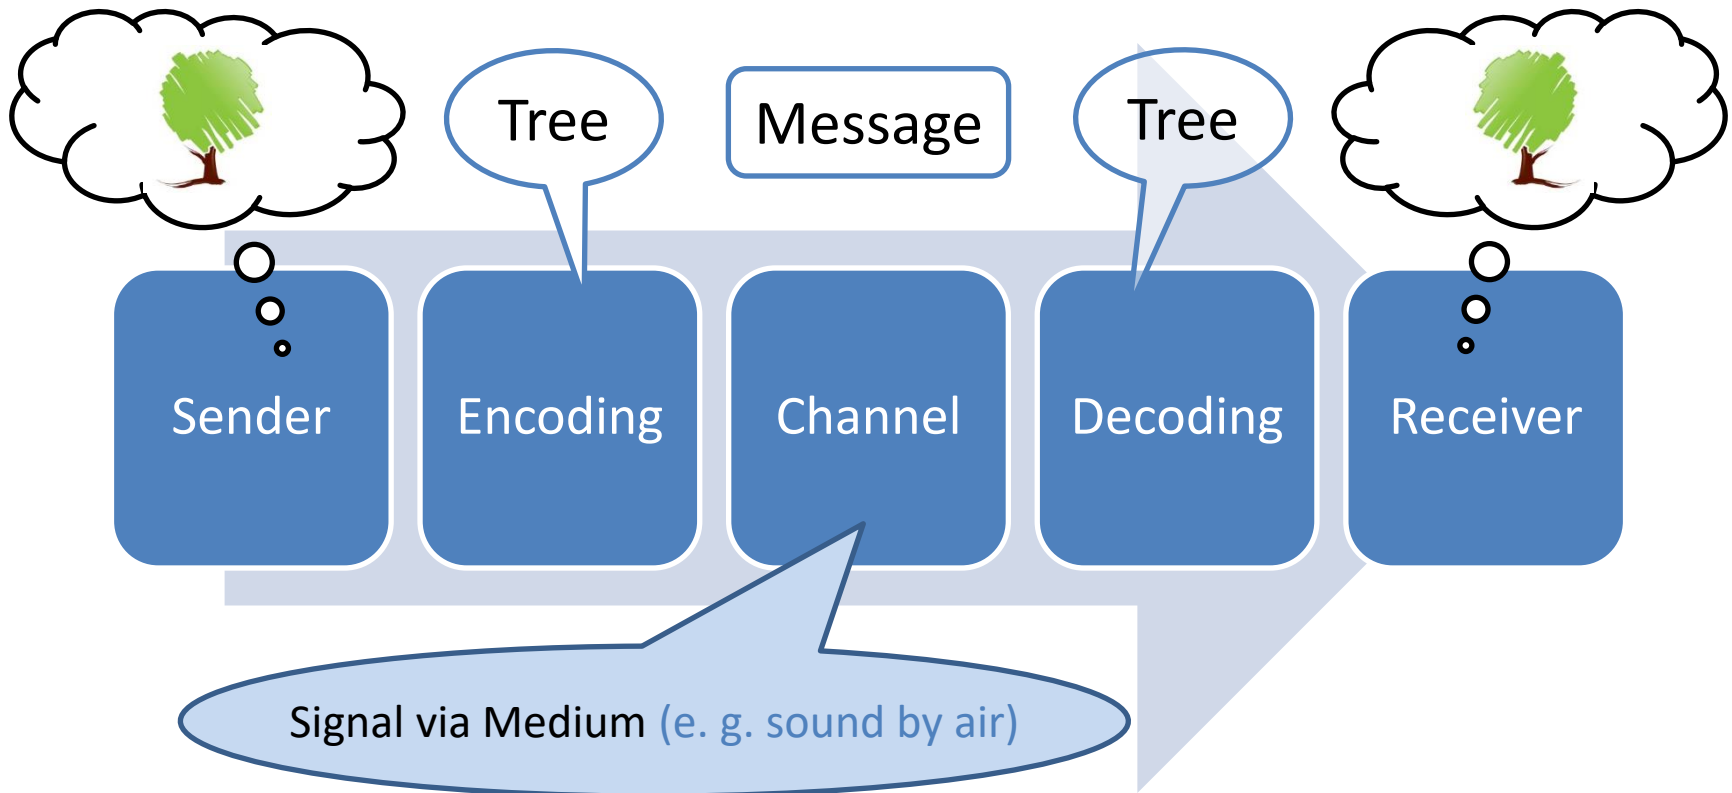 Tree
Message
Tree
Sender
Encoding
Channel
Decoding
Receiver
Signal via Medium (e. g. sound by air)